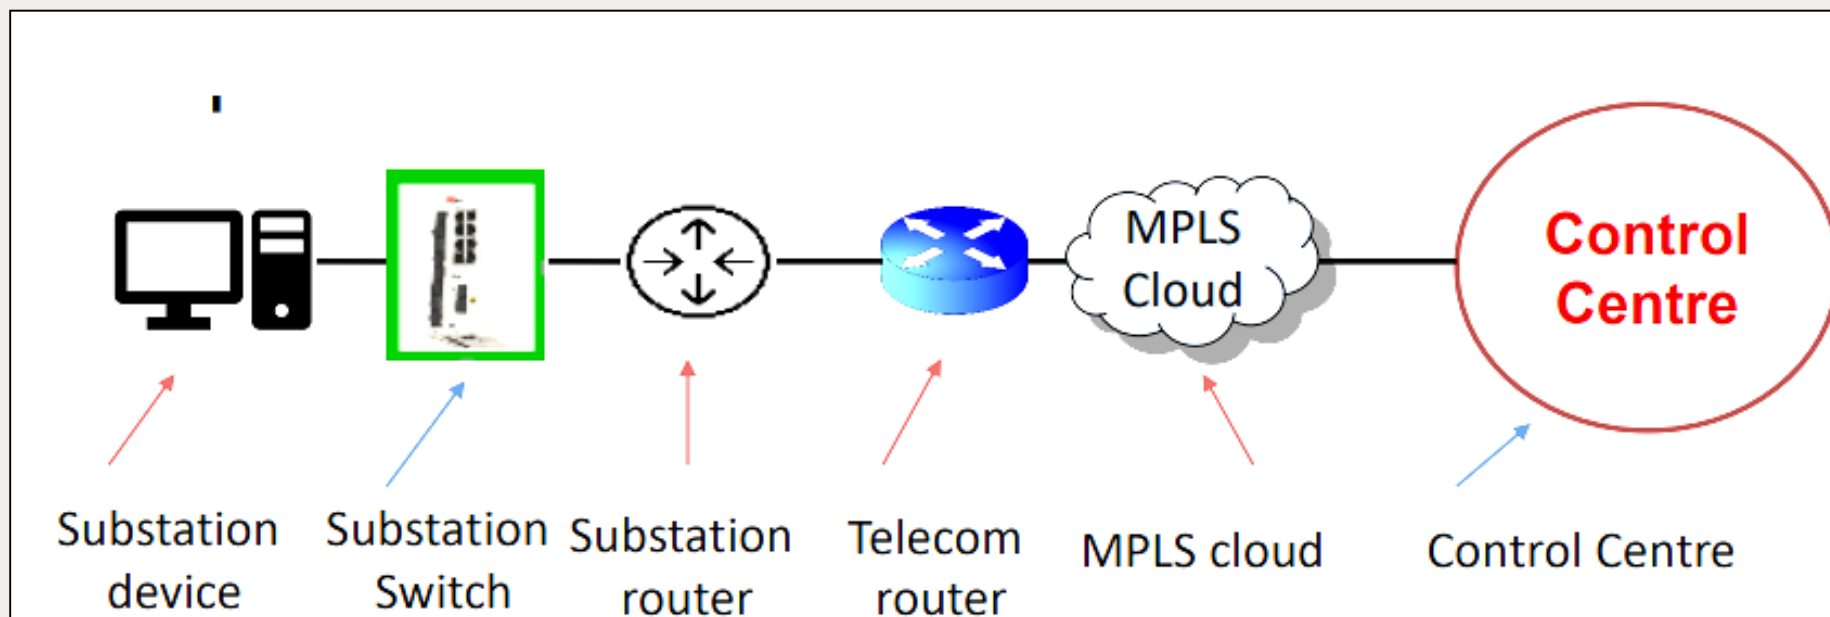 MPLS
Cloud
Control
Centre
Substation
device
Substation
Switch
Substation
router
Telecom
router
MPLS cloud
Control Centre